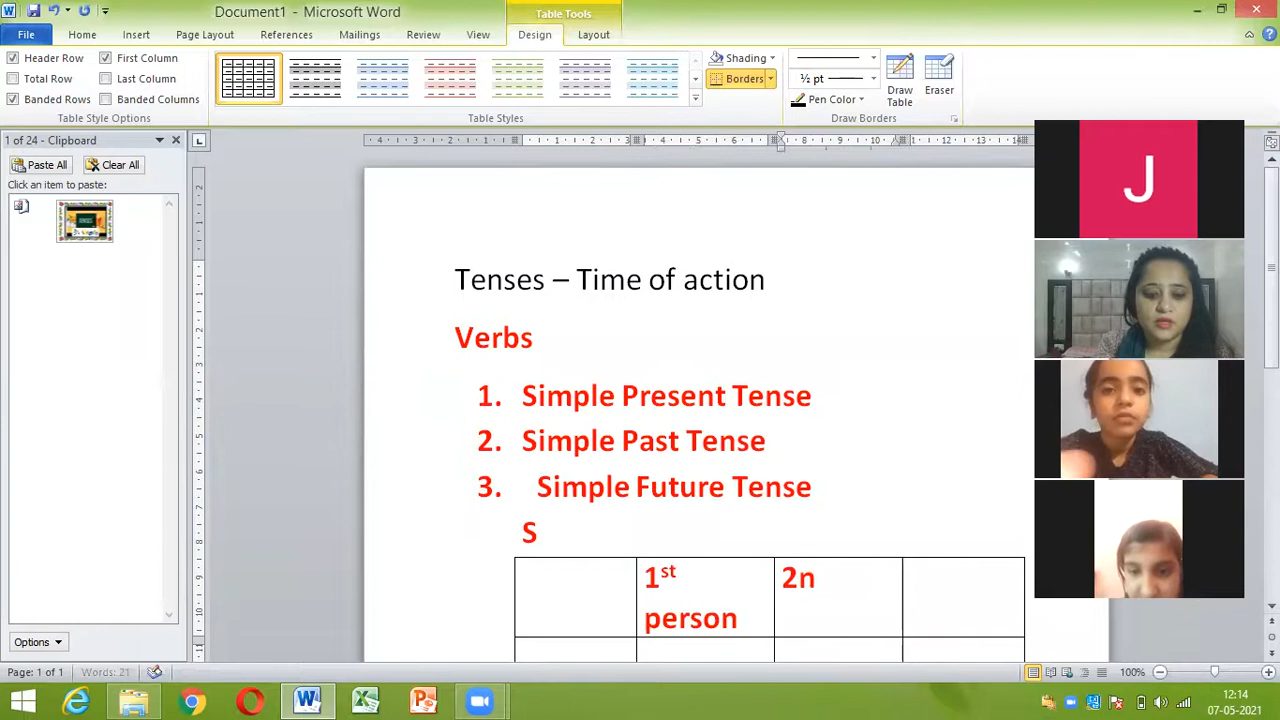 Document1 - Microsoft Word
Table Tools
File Home Insert Page Layout References Mailings Review View Design Layout
Header Row First Column
Total Row Last Column
Banded Rows Banded Columns
Table Style Options
Table Styles
Shading
Borders
½ pt
Pen Color
Draw Table
Eraser
Draw Borders
1 of 24 - Clipboard
Paste All Clear All
Click an item to paste:
Options
J
Tenses – Time of action
Verbs
1. Simple Present Tense
2. Simple Past Tense
3. Simple Future Tense
S
1st person
2n
Page: 1 of 1 Words: 21
100%
12:14
07-05-2021